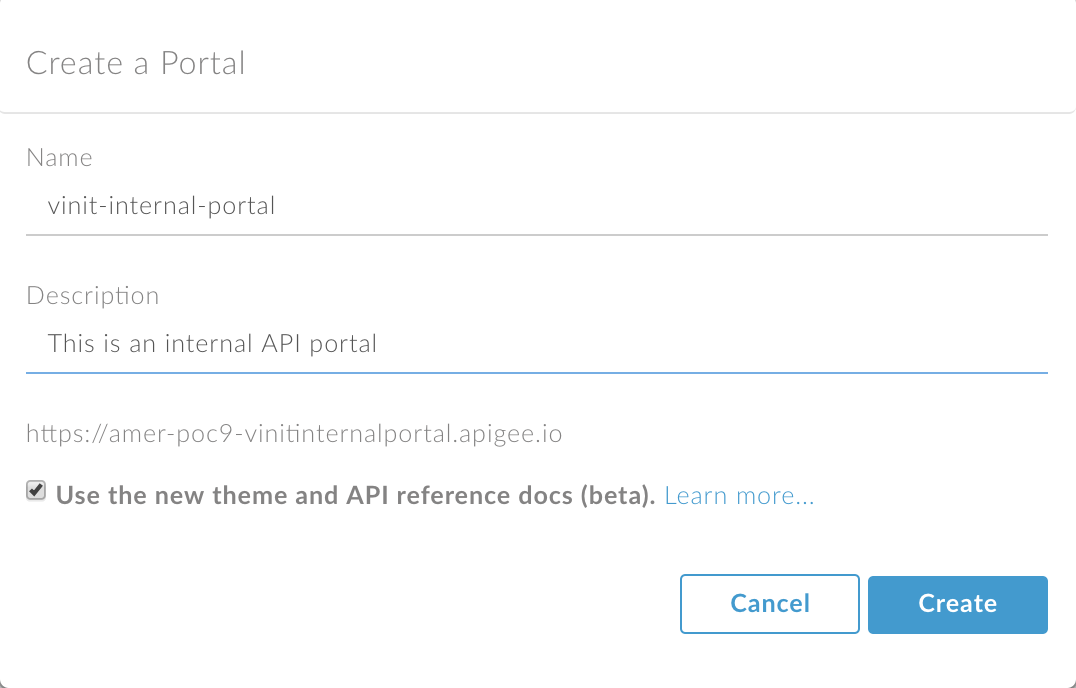 Create a Portal
Name
vinit-internal-portal
Description
This is an internal API portal
https://amer-poc9-vinitinternalportal.apigee.io
Use the new theme and API reference docs (beta). Learn more...
Cancel Create